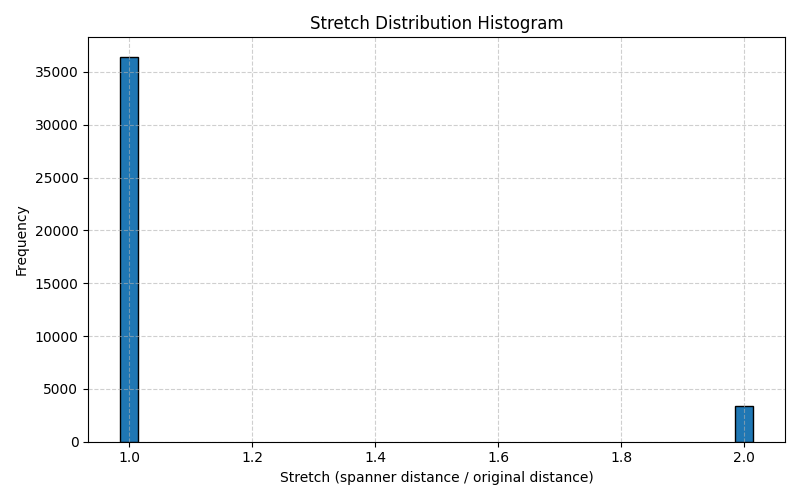 Stretch Distribution Histogram
Frequency
35000
30000
25000
20000
15000
10000
5000
0
1.0 1.2 1.4 1.6 1.8 2.0
Stretch (spanner distance / original distance)